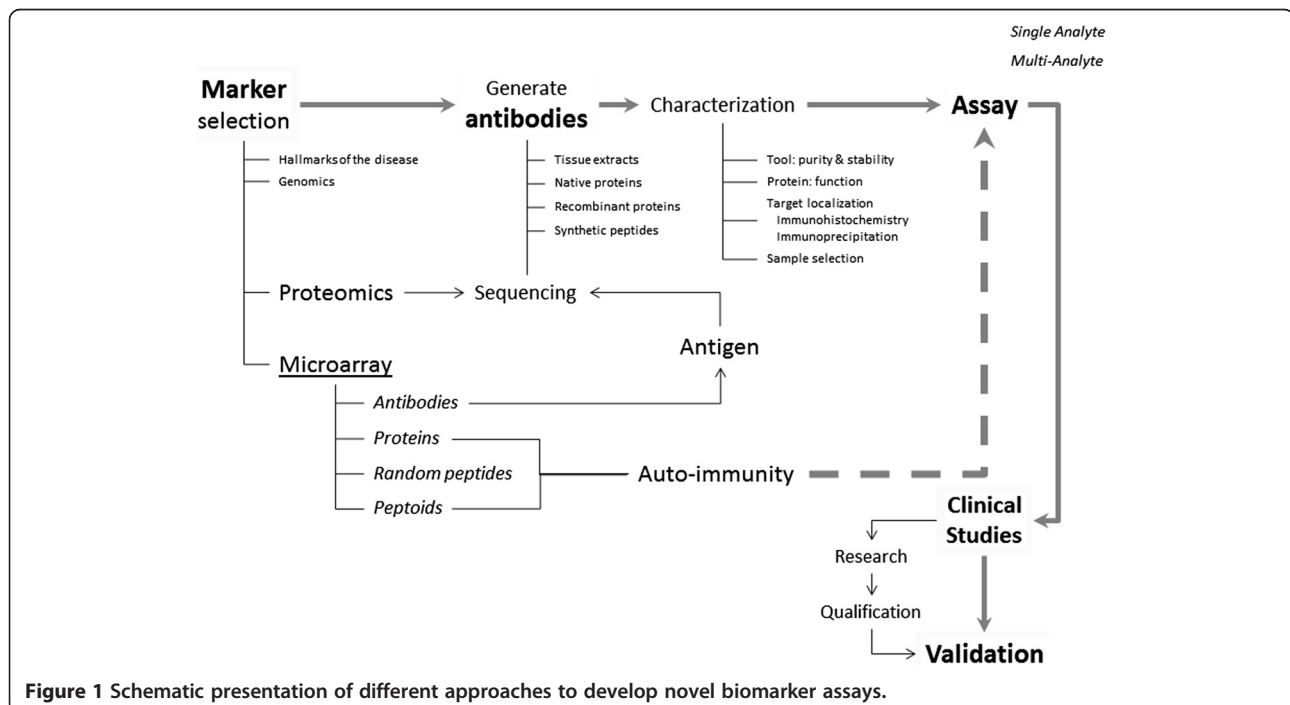 Single Analyte
Multi-Analyte
Marker
selection
Generate
antibodies
Characterization
Assay
Hallmarks of the disease
Genomics
Tissue extracts
Native proteins
Recombinant proteins
Synthetic peptides
Tool: purity & stability
Protein: function
Target localization
Immunohistochemistry
Immunoprecipitation
Sample selection
Proteomics
Sequencing
Antigen
Microarray
Antibodies
Proteins
Random peptides
Peptoids
Auto-immunity
Clinical
Studies
Research
Qualification
Validation
Figure 1 Schematic presentation of different approaches to develop novel biomarker assays.